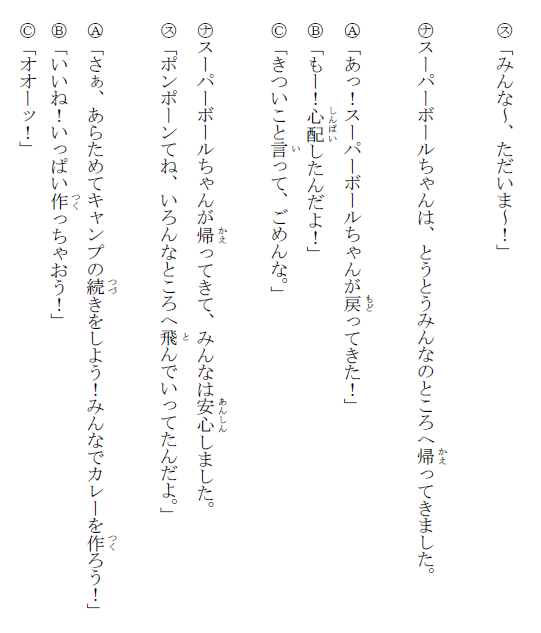 ㋜「みんな～、ただいま～！」
㋤スーパーボールちゃんは、とうとうみんなのところへ帰ってきました。
Ⓐ「あっ！スーパーボールちゃんが戻ってきた！」
Ⓑ「もー！心配したんだよ！」
Ⓒ「きついこと言って、ごめんな。」
㋤スーパーボールちゃんが帰ってきて、みんなは安心しました。
㋜「ポンポーンてね、いろんなところへ飛んでいってたんだよ。」
Ⓐ「さぁ、あらためてキャンプの続きをしよう！みんなでカレーを作ろう！」
Ⓑ「いいね！いっぱい作っちゃおう！」
Ⓒ「オオーッ！」